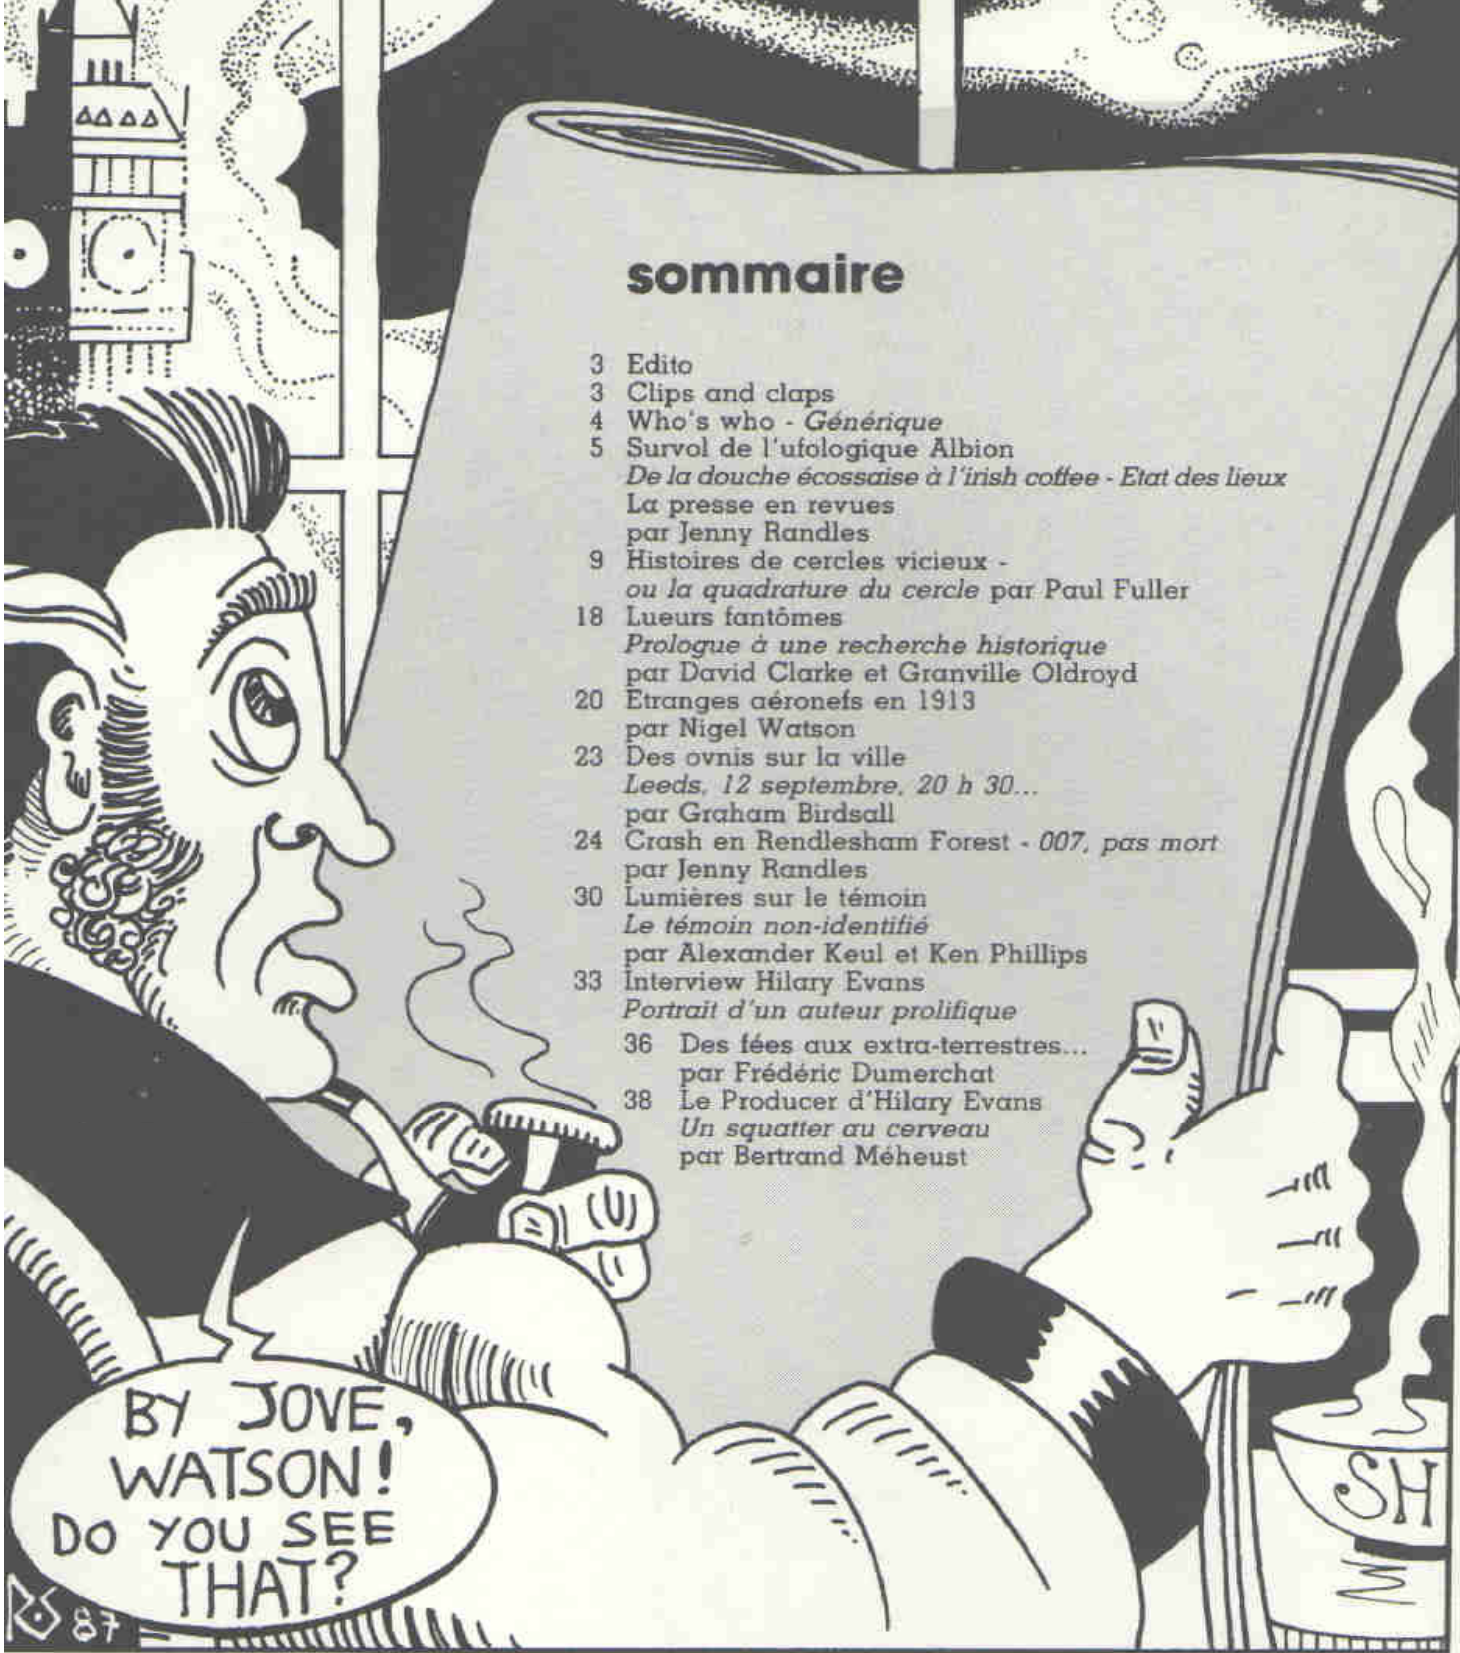 sommaire
3 Edito
3 Clips and claps
4 Who's who - Générique
5 Survol de l'ufologique Albion
De la douche écossaise à l'irish coffee - Etat des lieux
La presse en revues
par Jenny Randles
9 Histoires de cercles vicieux -
ou la quadrature du cercle par Paul Fuller
18 Lueurs fantômes
Prologue à une recherche historique
par David Clarke et Granville Oldroyd
20 Etranges aéronefs en 1913
par Nigel Watson
23 Des ovnis sur la ville
Leeds, 12 septembre, 20 h 30...
par Graham Birdsall
24 Crash en Rendlesham Forest - 007, pas mort
par Jenny Randles
30 Lumières sur le témoin
Le témoin non-identifié
par Alexander Keul et Ken Phillips
33 Interview Hilary Evans
Portrait d'un auteur prolifique
36 Des fées aux extra-terrestres...
par Frédéric Dumerchat
38 Le Producer d'Hilary Evans
Un squatter au cerveau
par Bertrand Méheust
BY JOVE,
WATSON!
DO YOU SEE
THAT?
87
SH